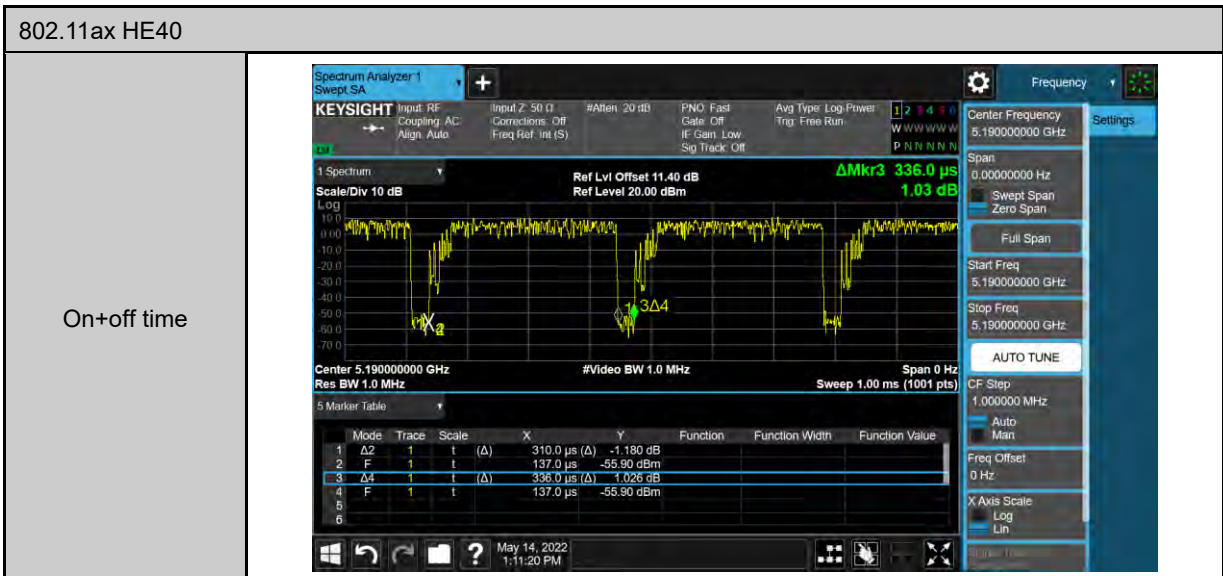 802.11ax HE40
On+off time
Spectrum Analyzer 1
Swept SA
+
Frequency
KEYSIGHT
Input: RF
Coupling: AC
Align: Auto
Input Z: 50 Ω
Corrections: Off
Freq Ref: Int (S)
#Atten: 20 dB
PNO: Fast
Gate: Off
IF Gain: Low
Sig Track: Off
Avg Type: Log-Power
Trig: Free Run
1 2 3 4 5 6
W W W W W W
P N N N N N
Settings
Center Frequency
5.190000000 GHz
Span
0.00000000 Hz
Swept Span
Zero Span
Full Span
Start Freq
5.190000000 GHz
Stop Freq
5.190000000 GHz
AUTO TUNE
CF Step
1.000000 MHz
Auto
Man
Freq Offset
0 Hz
X Axis Scale
Log
Lin
1 Spectrum
Scale/Div 10 dB
Ref Lvl Offset 11.40 dB
Ref Level 20.00 dBm
ΔMkr3 336.0 µs
1.03 dB
Log
10.0
0.00
-10.0
-20.0
-30.0
-40.0
-50.0
-60.0
-70.0
3Δ4
Center 5.190000000 GHz
Res BW 1.0 MHz
#Video BW 1.0 MHz
Span 0 Hz
Sweep 1.00 ms (1001 pts)
5 Marker Table
Mode Trace Scale X Y Function Function Width Function Value
1 Δ2 1 t (Δ) 310.0 µs (Δ) -1.180 dB
2 F 1 t 137.0 µs -55.90 dBm
3 Δ4 1 t (Δ) 336.0 µs (Δ) 1.026 dB
4 F 1 t 137.0 µs -55.90 dBm
5
6
?
May 14, 2022
1:11:20 PM